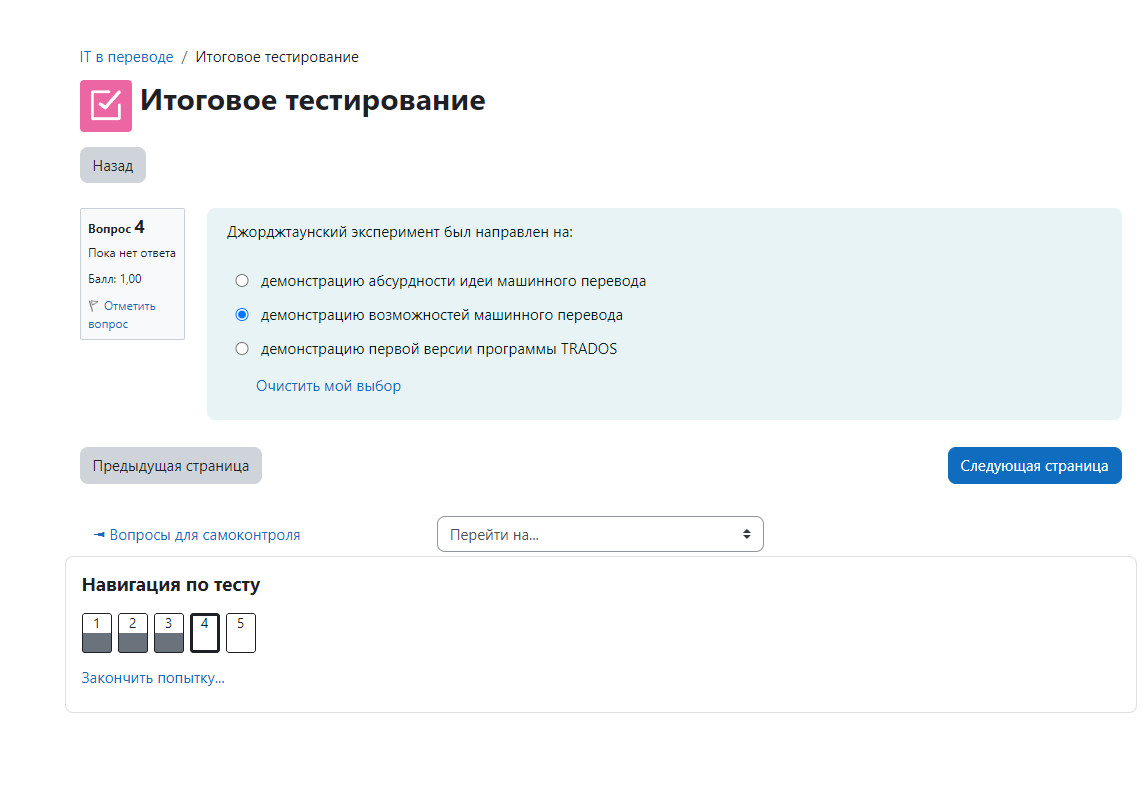 IT в переводе / Итоговое тестирование
Итоговое тестирование
Назад
Вопрос 4
Пока нет ответа
Балл: 1,00
Отметить
вопрос
Джорджтаунский эксперимент был направлен на:
демонстрацию абсурдности идеи машинного перевода
демонстрацию возможностей машинного перевода
демонстрацию первой версии программы TRADOS
Очистить мой выбор
Предыдущая страница
Следующая страница
◄ Вопросы для самоконтроля
Перейти на...
Навигация по тесту
1 2 3 4 5
Закончить попытку...